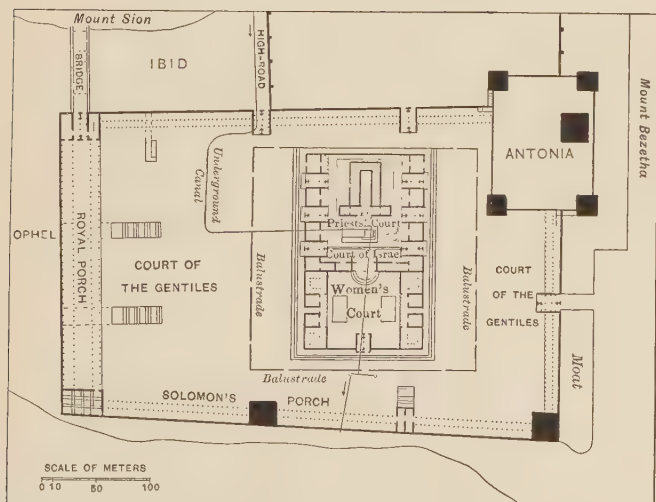 Mount Sion
BRIDGE
IBID
HIGH-ROAD
Mount Bezetha
ANTONIA
Underground
Canal
OPHEL
ROYAL PORCH
COURT OF
THE GENTILES
Balustrade
Priests' Court
Court of Israel
Women's
Court
Balustrade
COURT
OF THE
GENTILES
Moat
Balustrade
SOLOMON'S PORCH
SCALE OF METERS
0 10 50 100